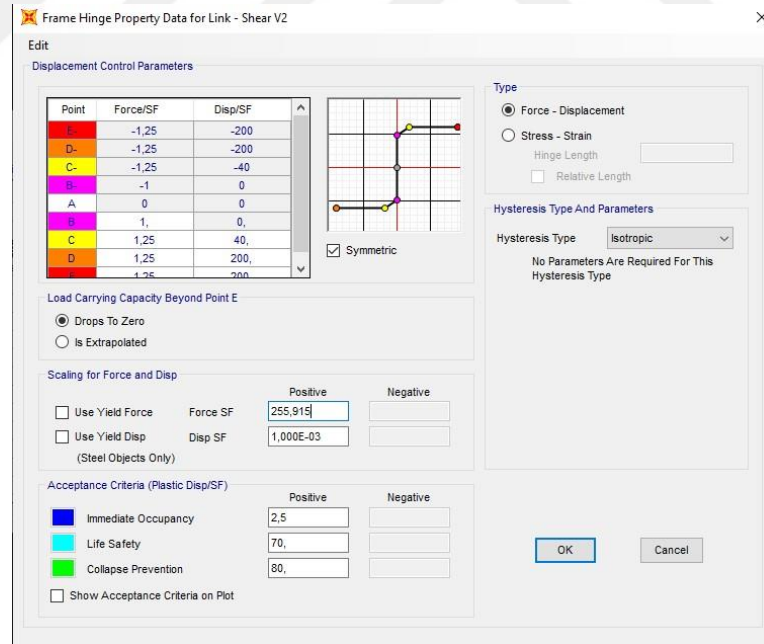 Frame Hinge Property Data for Link - Shear V2
Edit
Displacement Control Parameters
Point Force/SF Disp/SF
E- -1,25 -200
D- -1,25 -200
C- -1,25 -40
B- -1 0
A 0 0
B 1, 0,
C 1,25 40,
D 1,25 200,
E 1,25 200
Symmetric
Load Carrying Capacity Beyond Point E
Drops To Zero
Is Extrapolated
Scaling for Force and Disp
Positive Negative
Use Yield Force Force SF 255,915
Use Yield Disp Disp SF 1,000E-03
(Steel Objects Only)
Acceptance Criteria (Plastic Disp/SF)
Positive Negative
Immediate Occupancy 2,5
Life Safety 70,
Collapse Prevention 80,
Show Acceptance Criteria on Plot
Type
Force - Displacement
Stress - Strain
Hinge Length
Relative Length
Hysteresis Type And Parameters
Hysteresis Type Isotropic
No Parameters Are Required For This
Hysteresis Type
OK Cancel